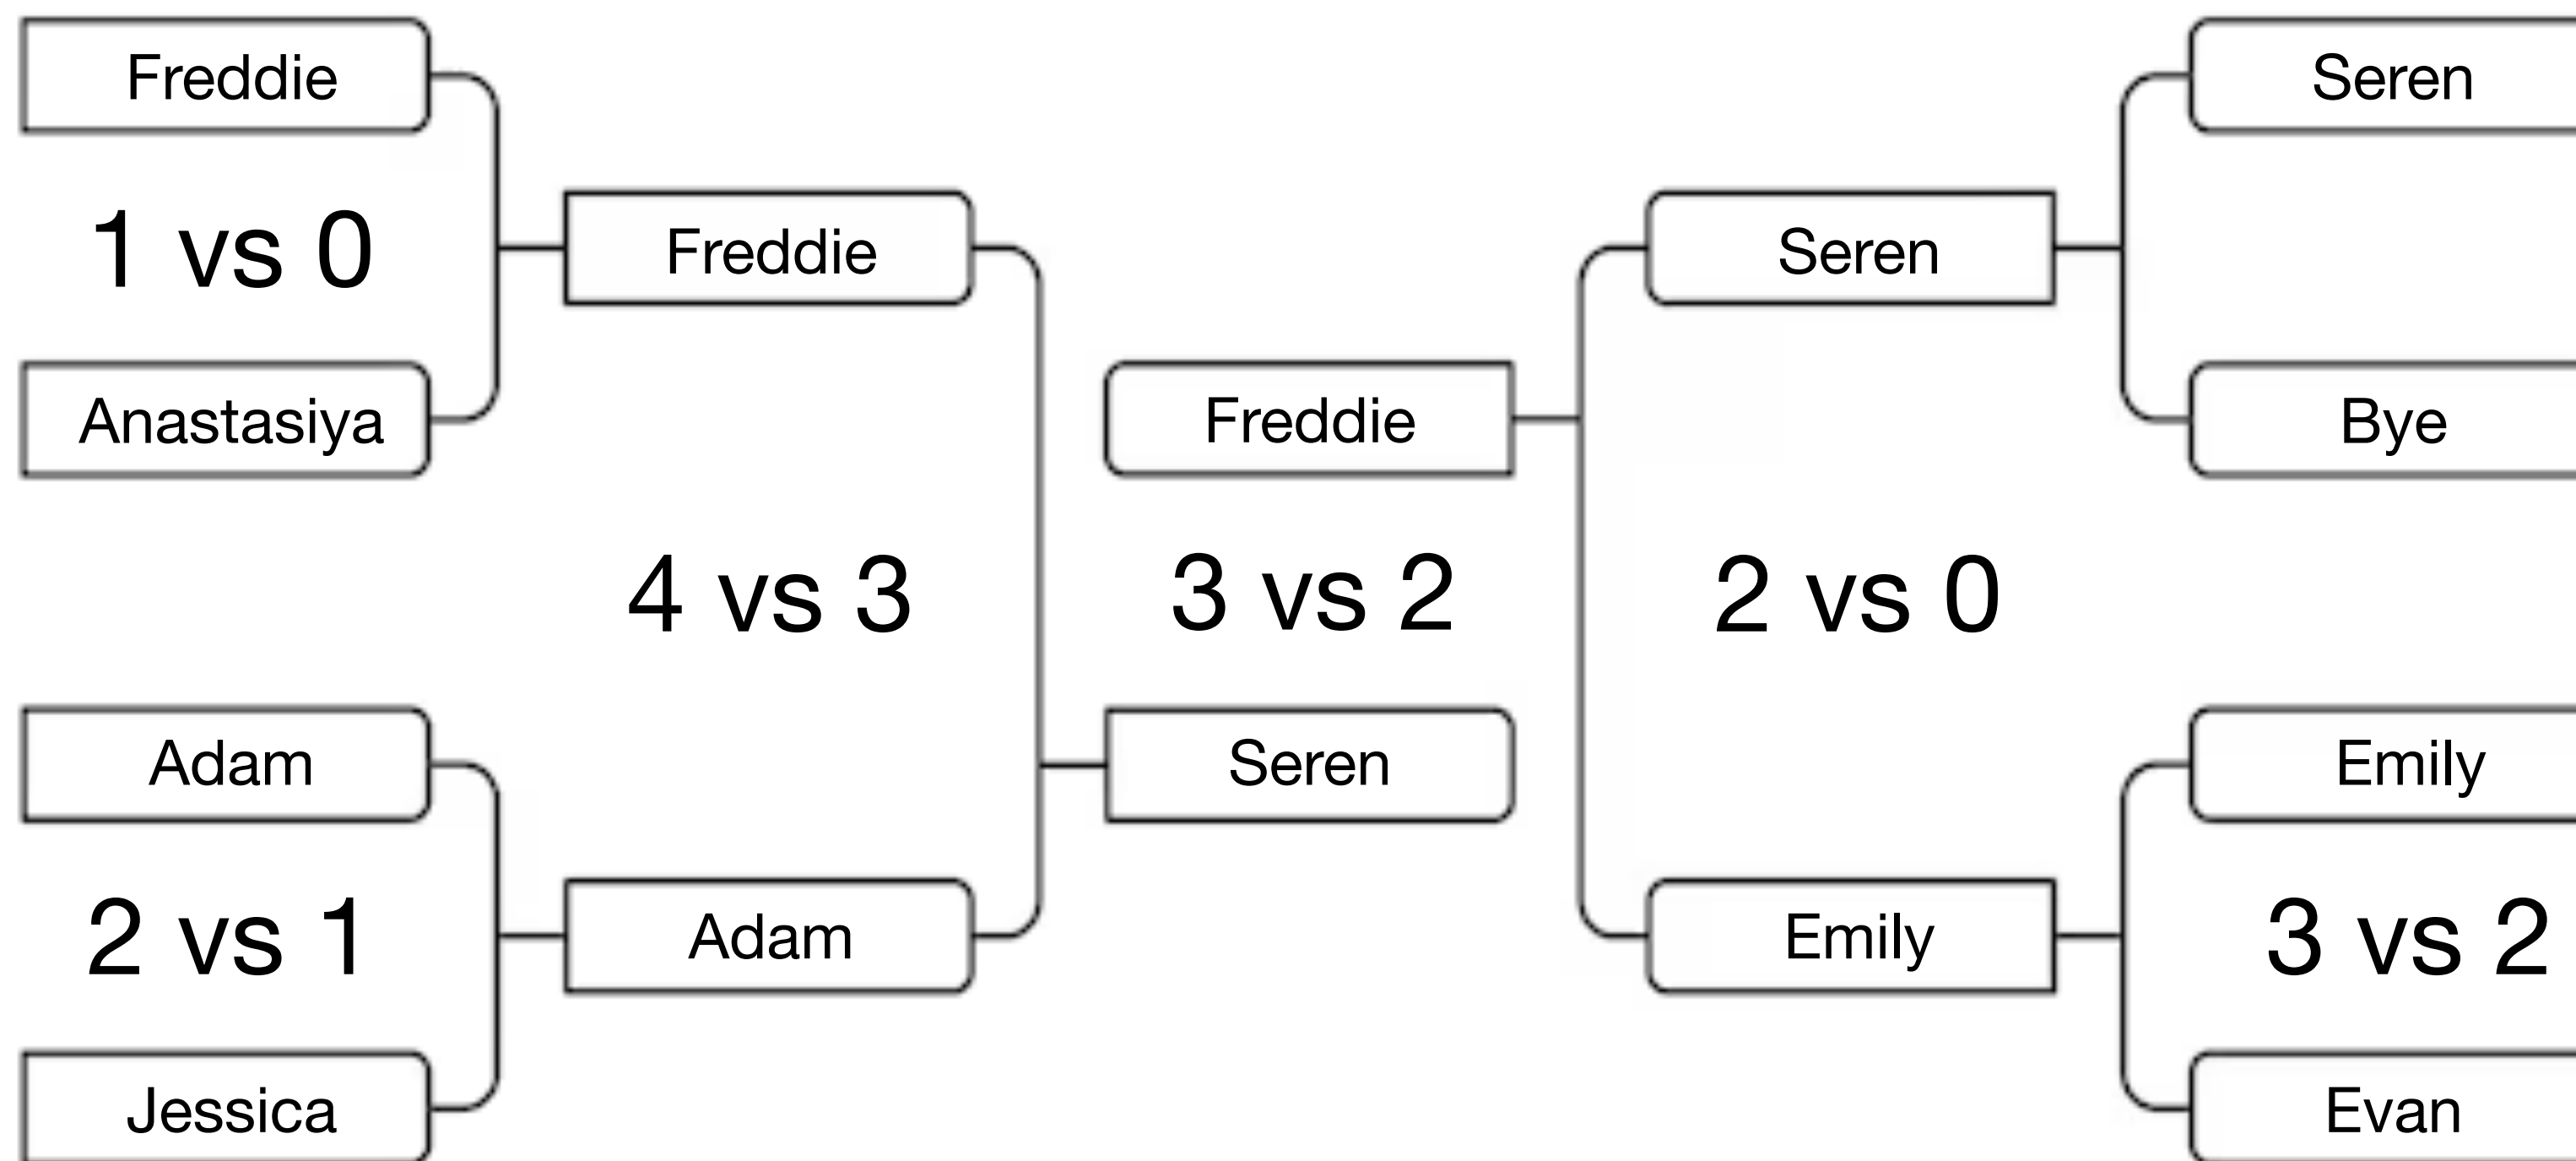 Freddie
1 vs 0
Anastasiya
Adam
2 vs 1
Jessica
Freddie
4 vs 3
Adam
Freddie
3 vs 2
Seren
Seren
2 vs 0
Emily
Seren
Bye
Emily
3 vs 2
Evan